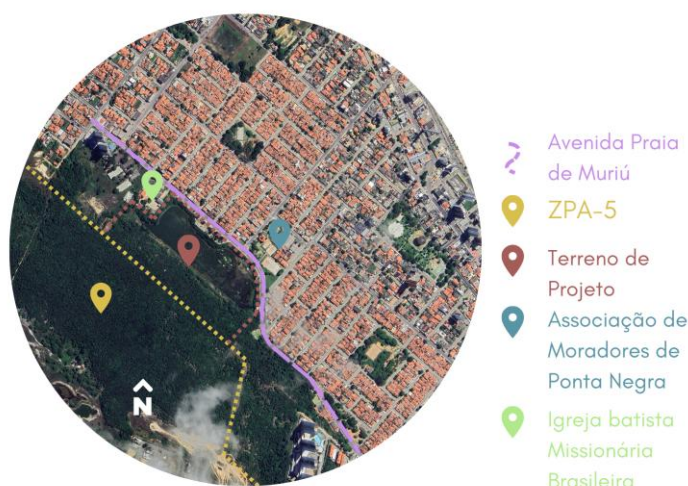 Avenida Praia
de Muriú
ZPA-5
Terreno de
Projeto
Associação de
Moradores de
Ponta Negra
Igreja batista
Missionária
Brasileira
N